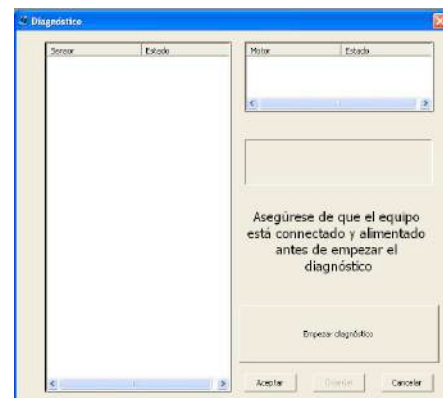 Diagnóstico
Sensor Estado
Motor Estado
Asegúrese de que el equipo
está connectado y alimentado
antes de empezar el
diagnóstico
Empezar diagnóstico
Aceptar Guardar Cancelar